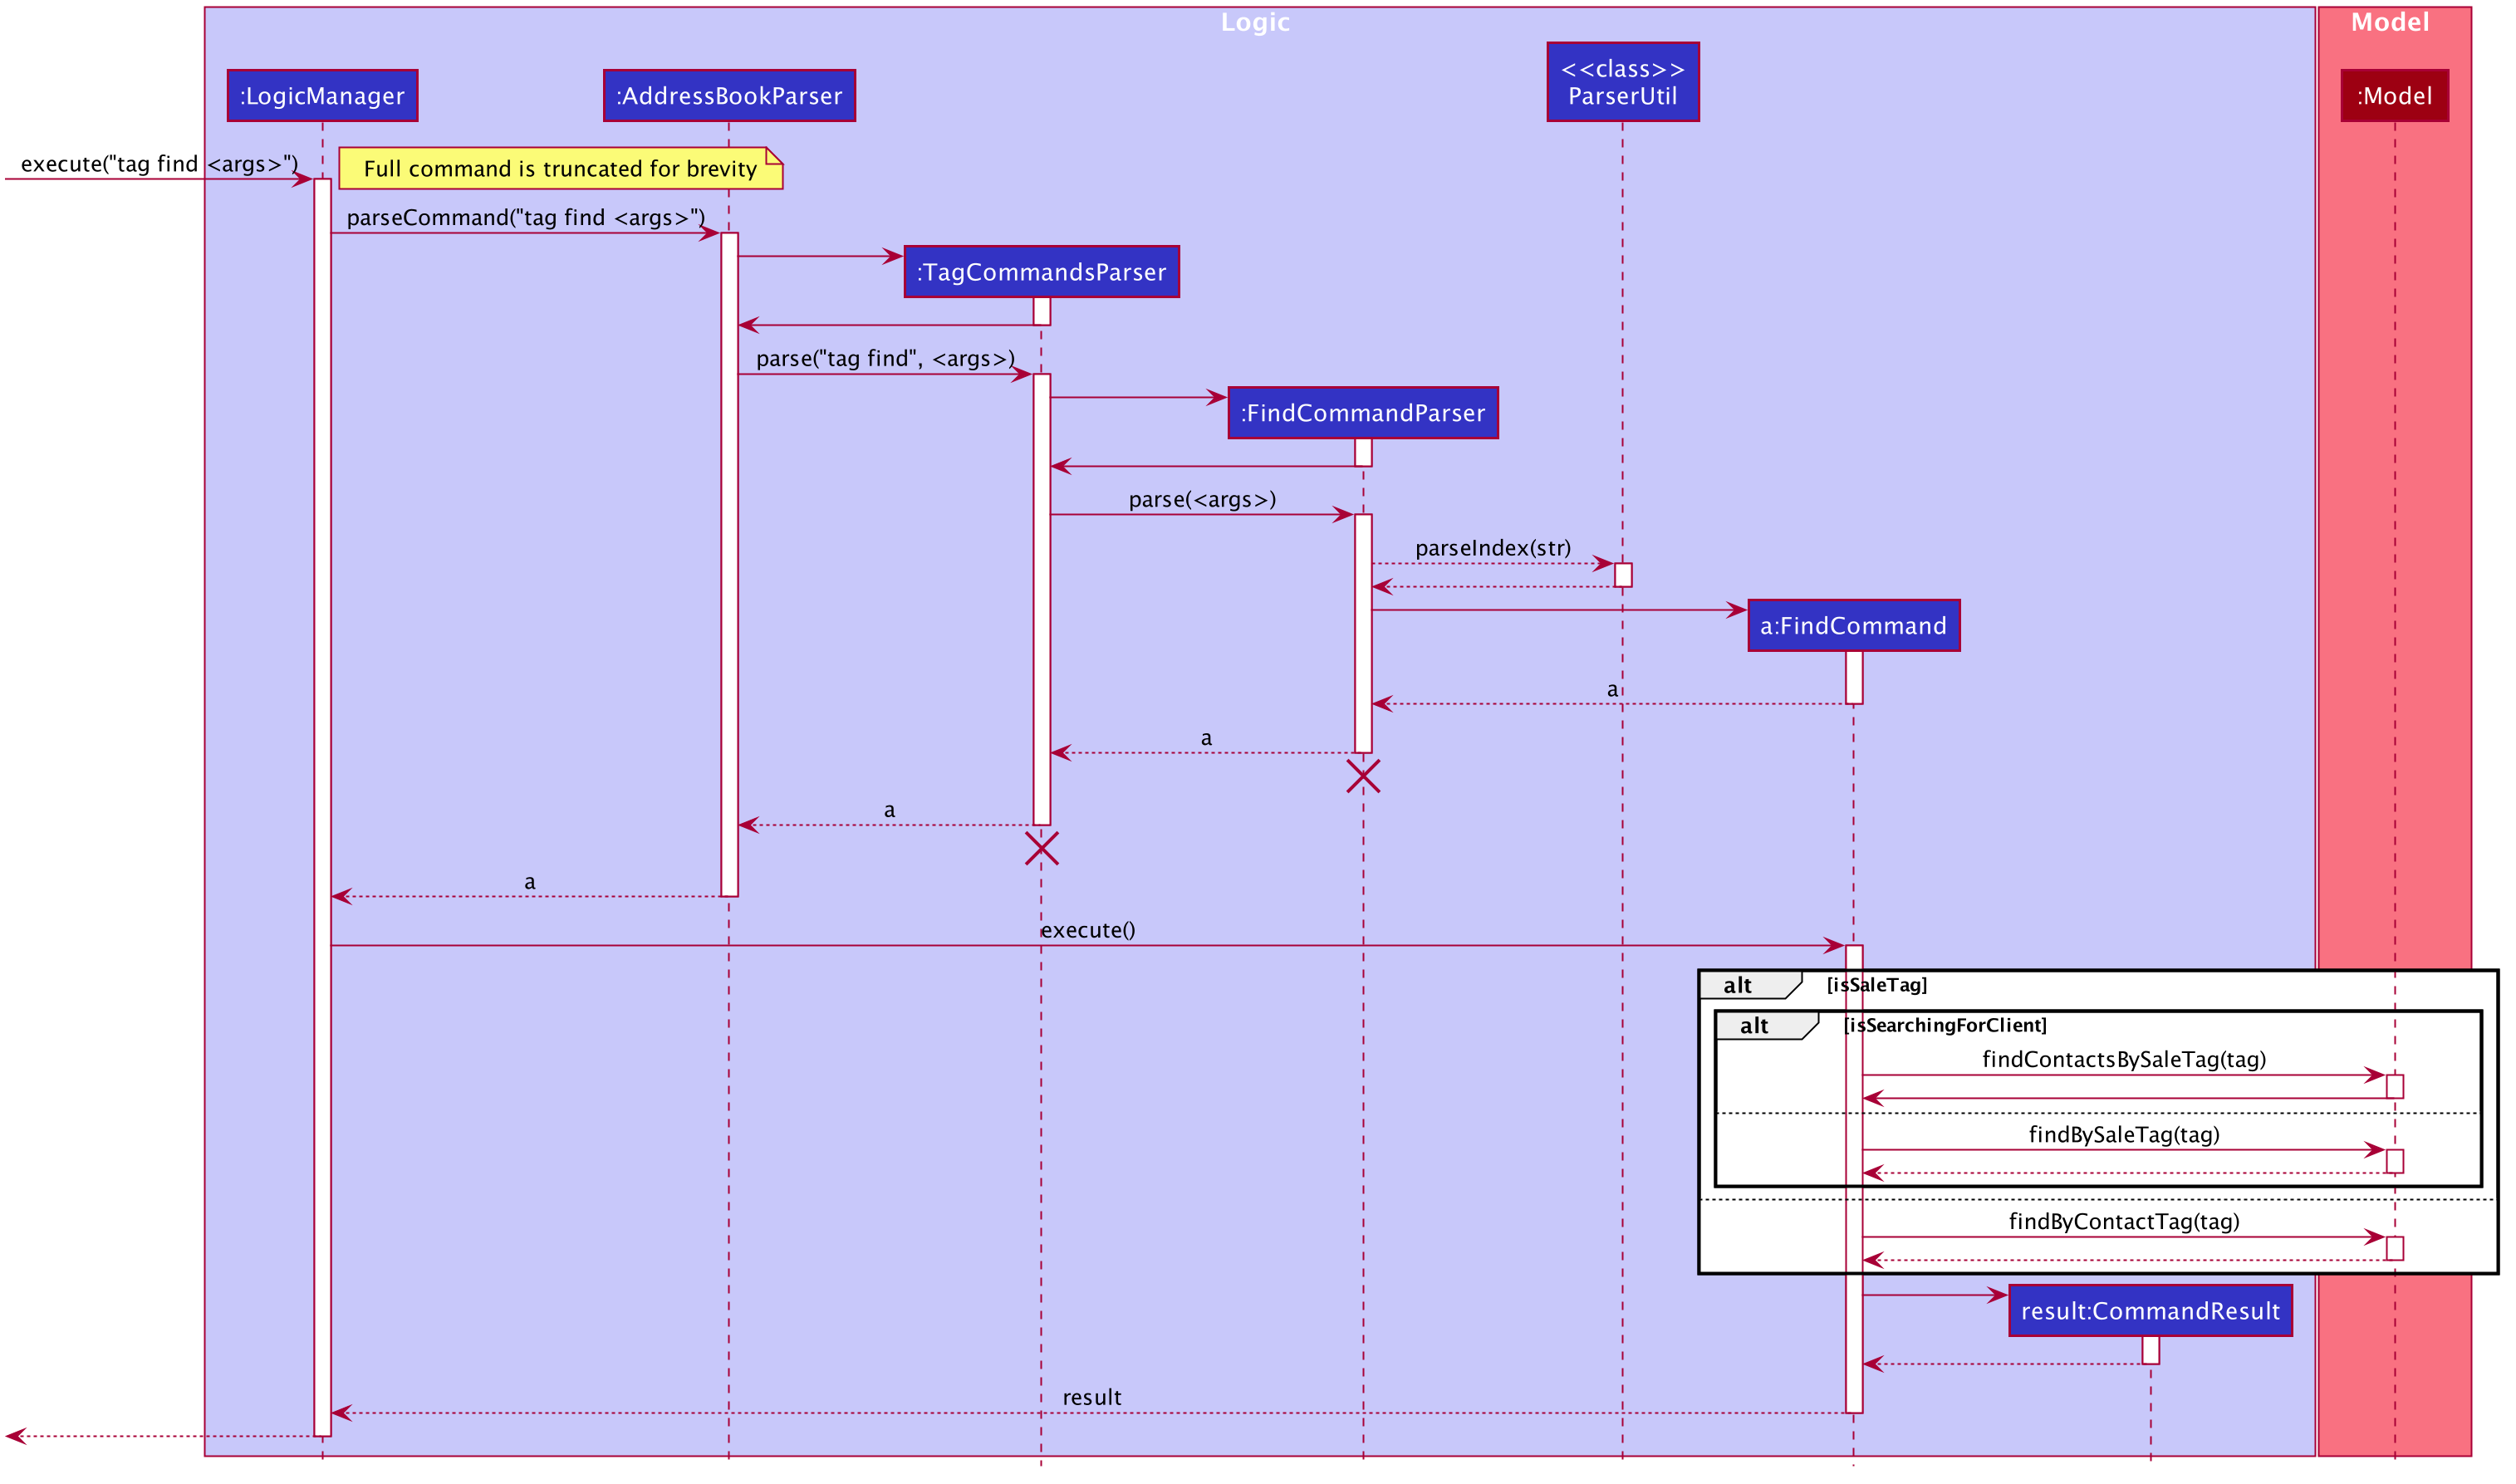 Logic
Model
<<class>>
ParserUtil
:LogicManager
:AddressBookParser
:Model
execute("tag find <args>")
Full command is truncated for brevity
parseCommand("tag find <args>")
:TagCommandsParser
parse("tag find", <args>)
:FindCommandParser
parse(<args>)
parseIndex(str)
a:FindCommand
a
a
a
a
execute()
alt [isSaleTag]
alt [isSearchingForClient]
findContactsBySaleTag(tag)
findBySaleTag(tag)
findByContactTag(tag)
result:CommandResult
result